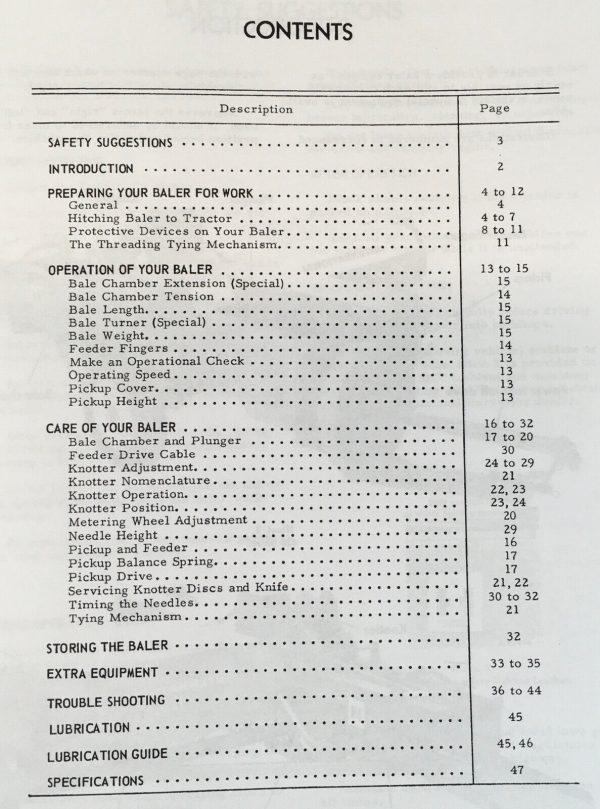 CONTENTS
Description Page
SAFETY SUGGESTIONS 3
INTRODUCTION 2
PREPARING YOUR BALER FOR WORK 4 to 12
General 4
Hitching Baler to Tractor 4 to 7
Protective Devices on Your Baler 8 to 11
The Threading Tying Mechanism 11
OPERATION OF YOUR BALER 13 to 15
Bale Chamber Extension (Special) 15
Bale Chamber Tension 14
Bale Length 15
Bale Turner (Special) 15
Bale Weight 15
Feeder Fingers 14
Make an Operational Check 13
Operating Speed 13
Pickup Cover 13
Pickup Height 13
CARE OF YOUR BALER 16 to 32
Bale Chamber and Plunger 17 to 20
Feeder Drive Cable 30
Knotter Adjustment 24 to 29
Knotter Nomenclature 21
Knotter Operation 22, 23
Knotter Position 23, 24
Metering Wheel Adjustment 20
Needle Height 29
Pickup and Feeder 16
Pickup Balance Spring 17
Pickup Drive 17
Servicing Knotter Discs and Knife 21, 22
Timing the Needles 30 to 32
Tying Mechanism 21
STORING THE BALER 32
EXTRA EQUIPMENT 33 to 35
TROUBLE SHOOTING 36 to 44
LUBRICATION 45
LUBRICATION GUIDE 45, 46
SPECIFICATIONS 47